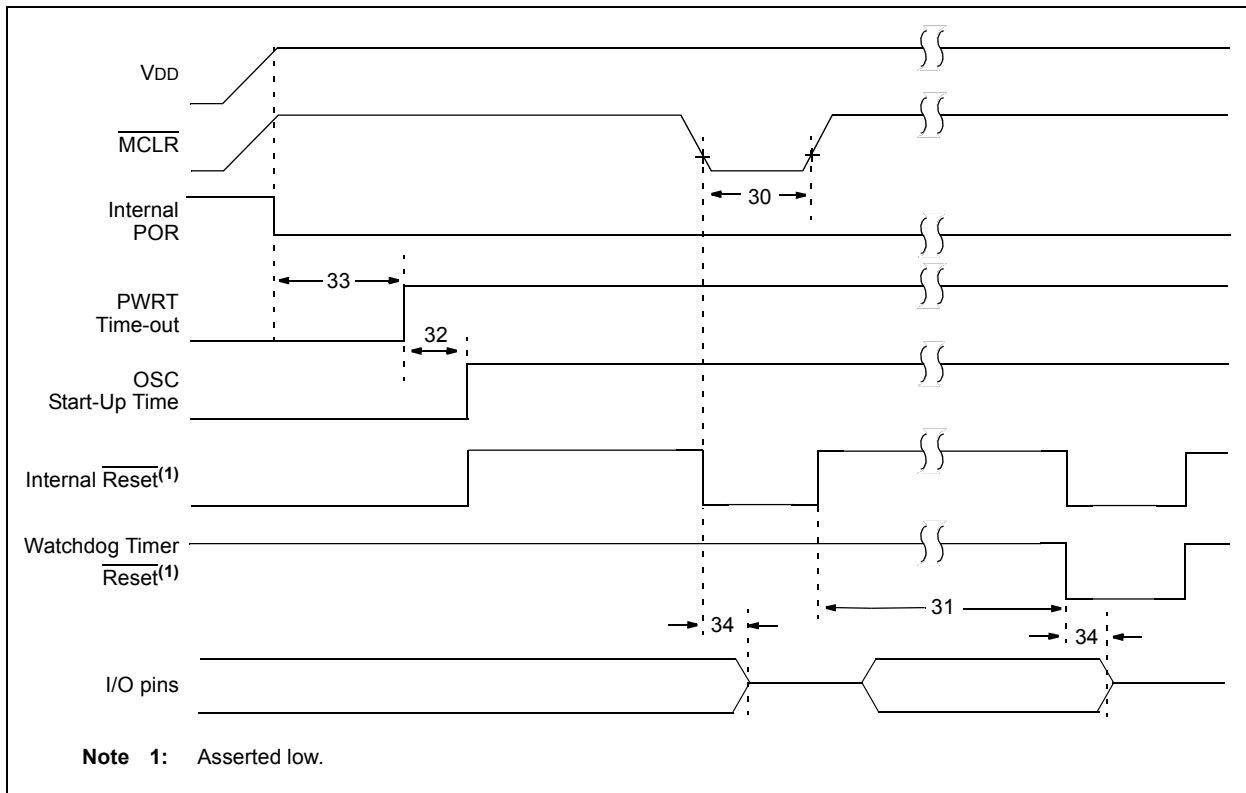 VDD
MCLR
30
Internal
POR
33
PWRT
Time-out
32
OSC
Start-Up Time
Internal Reset(1)
Watchdog Timer
Reset(1)
31
34
34
I/O pins
Note 1: Asserted low.